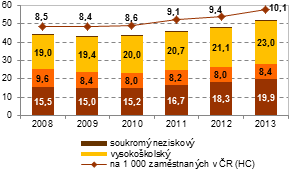 60
50
40
30
20
10
0
8,5 8,4 8,6 9,1 9,4 10,1
19,0 19,4 20,0 20,7 21,1 23,0
9,6 8,4 8,0 8,2 8,0 8,4
15,5 15,0 15,2 16,7 18,3 19,9
2008 2009 2010 2011 2012 2013
soukromý neziskový
vysokoškolský
na 1 000 zaměstnaných v ČR (HC)